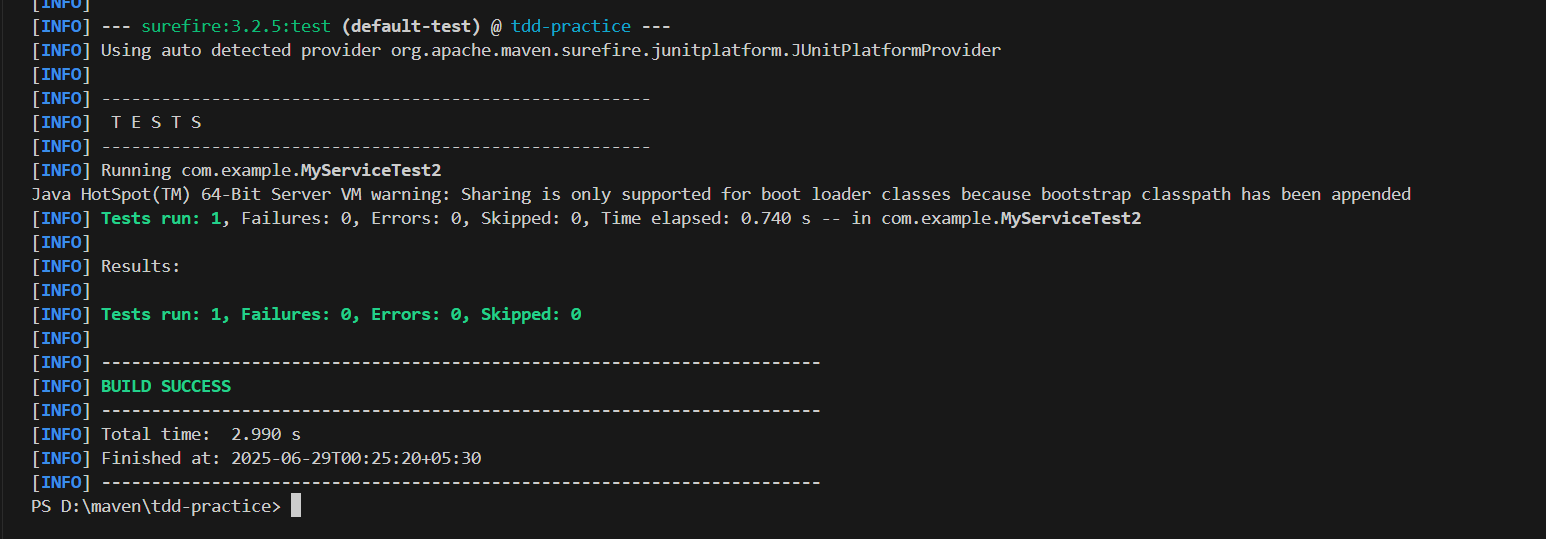 [INFO]
[INFO] --- surefire:3.2.5:test (default-test) @ tdd-practice ---
[INFO] Using auto detected provider org.apache.maven.surefire.junitplatform.JUnitPlatformProvider
[INFO]
[INFO] -------------------------------------------------------
[INFO]  T E S T S
[INFO] -------------------------------------------------------
[INFO] Running com.example.MyServiceTest2
Java HotSpot(TM) 64-Bit Server VM warning: Sharing is only supported for boot loader classes because bootstrap classpath has been appended
[INFO] Tests run: 1, Failures: 0, Errors: 0, Skipped: 0, Time elapsed: 0.740 s -- in com.example.MyServiceTest2
[INFO]
[INFO] Results:
[INFO]
[INFO] Tests run: 1, Failures: 0, Errors: 0, Skipped: 0
[INFO]
[INFO] ------------------------------------------------------------------------
[INFO] BUILD SUCCESS
[INFO] ------------------------------------------------------------------------
[INFO] Total time:  2.990 s
[INFO] Finished at: 2025-06-29T00:25:20+05:30
[INFO] ------------------------------------------------------------------------
PS D:\maven\tdd-practice>